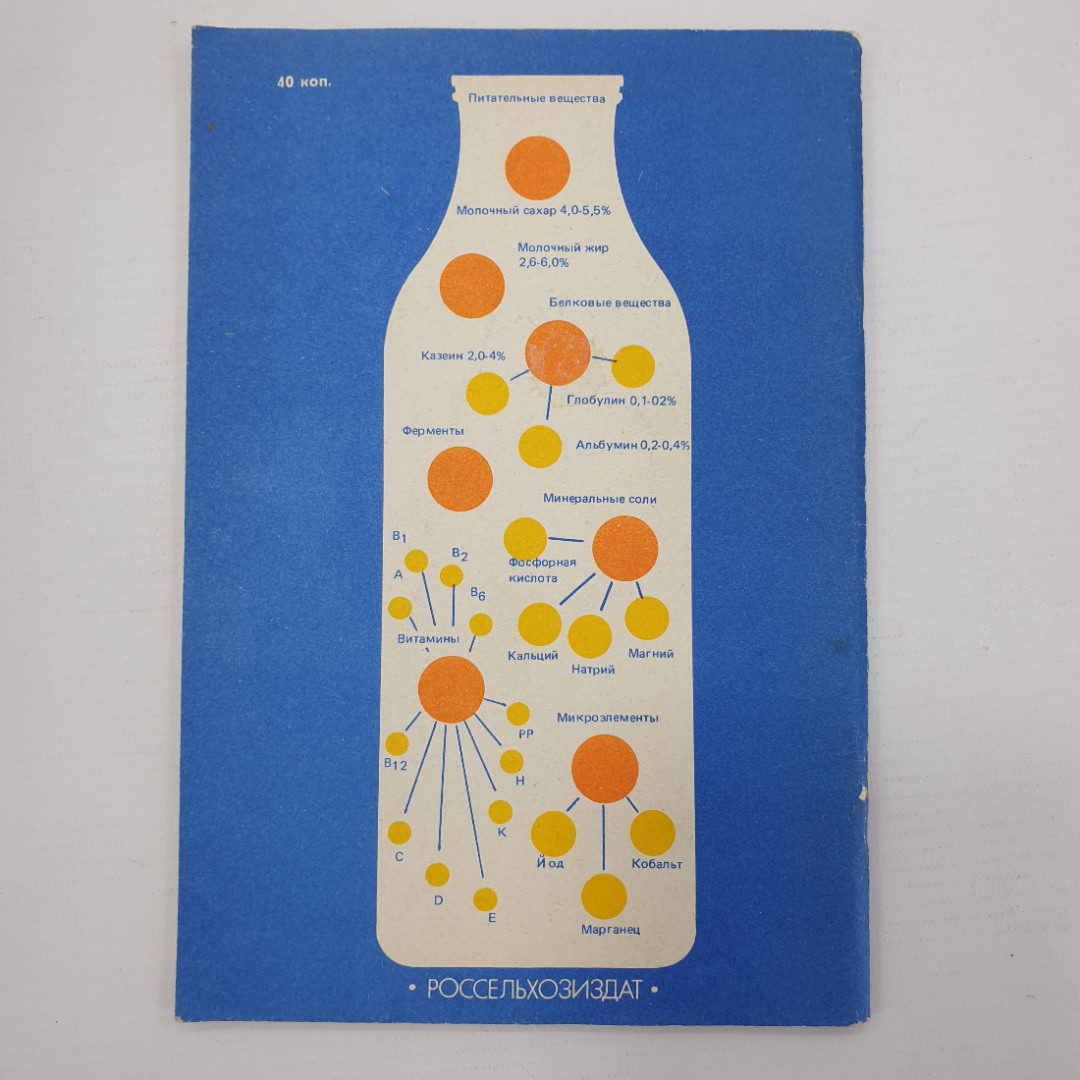 40 коп.
Питательные вещества
Молочный сахар 4,0-5,5%
Молочный жир
2,6-6,0%
Белковые вещества
Казеин 2,0-4%
Глобулин 0,1-02%
Альбумин 0,2-0,4%
Ферменты
Минеральные соли
Фосфорная
кислота
Кальций
Натрий
Магний
B1
B2
A
B6
Витамины
PP
B12
H
K
C
D
E
Микроэлементы
Йод
Кобальт
Марганец
• РОССЕЛЬХОЗИЗДАТ •